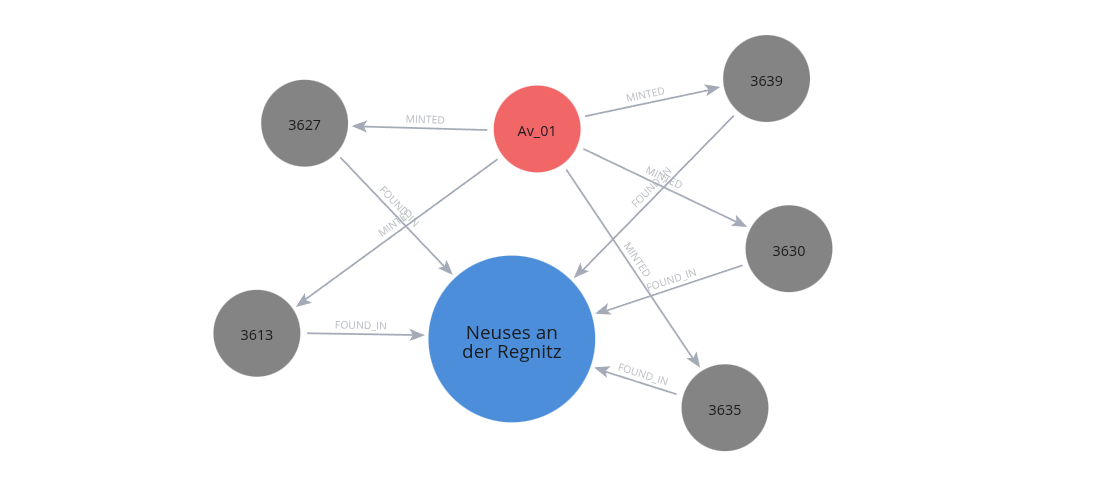 3639
MINTED
3627
MINTED
Av_01
MINTED
FOUND_IN
FOUND_IN
MINTED
3630
MINTED
FOUND_IN
3613
FOUND_IN
Neuses an
der Regnitz
FOUND_IN
3635